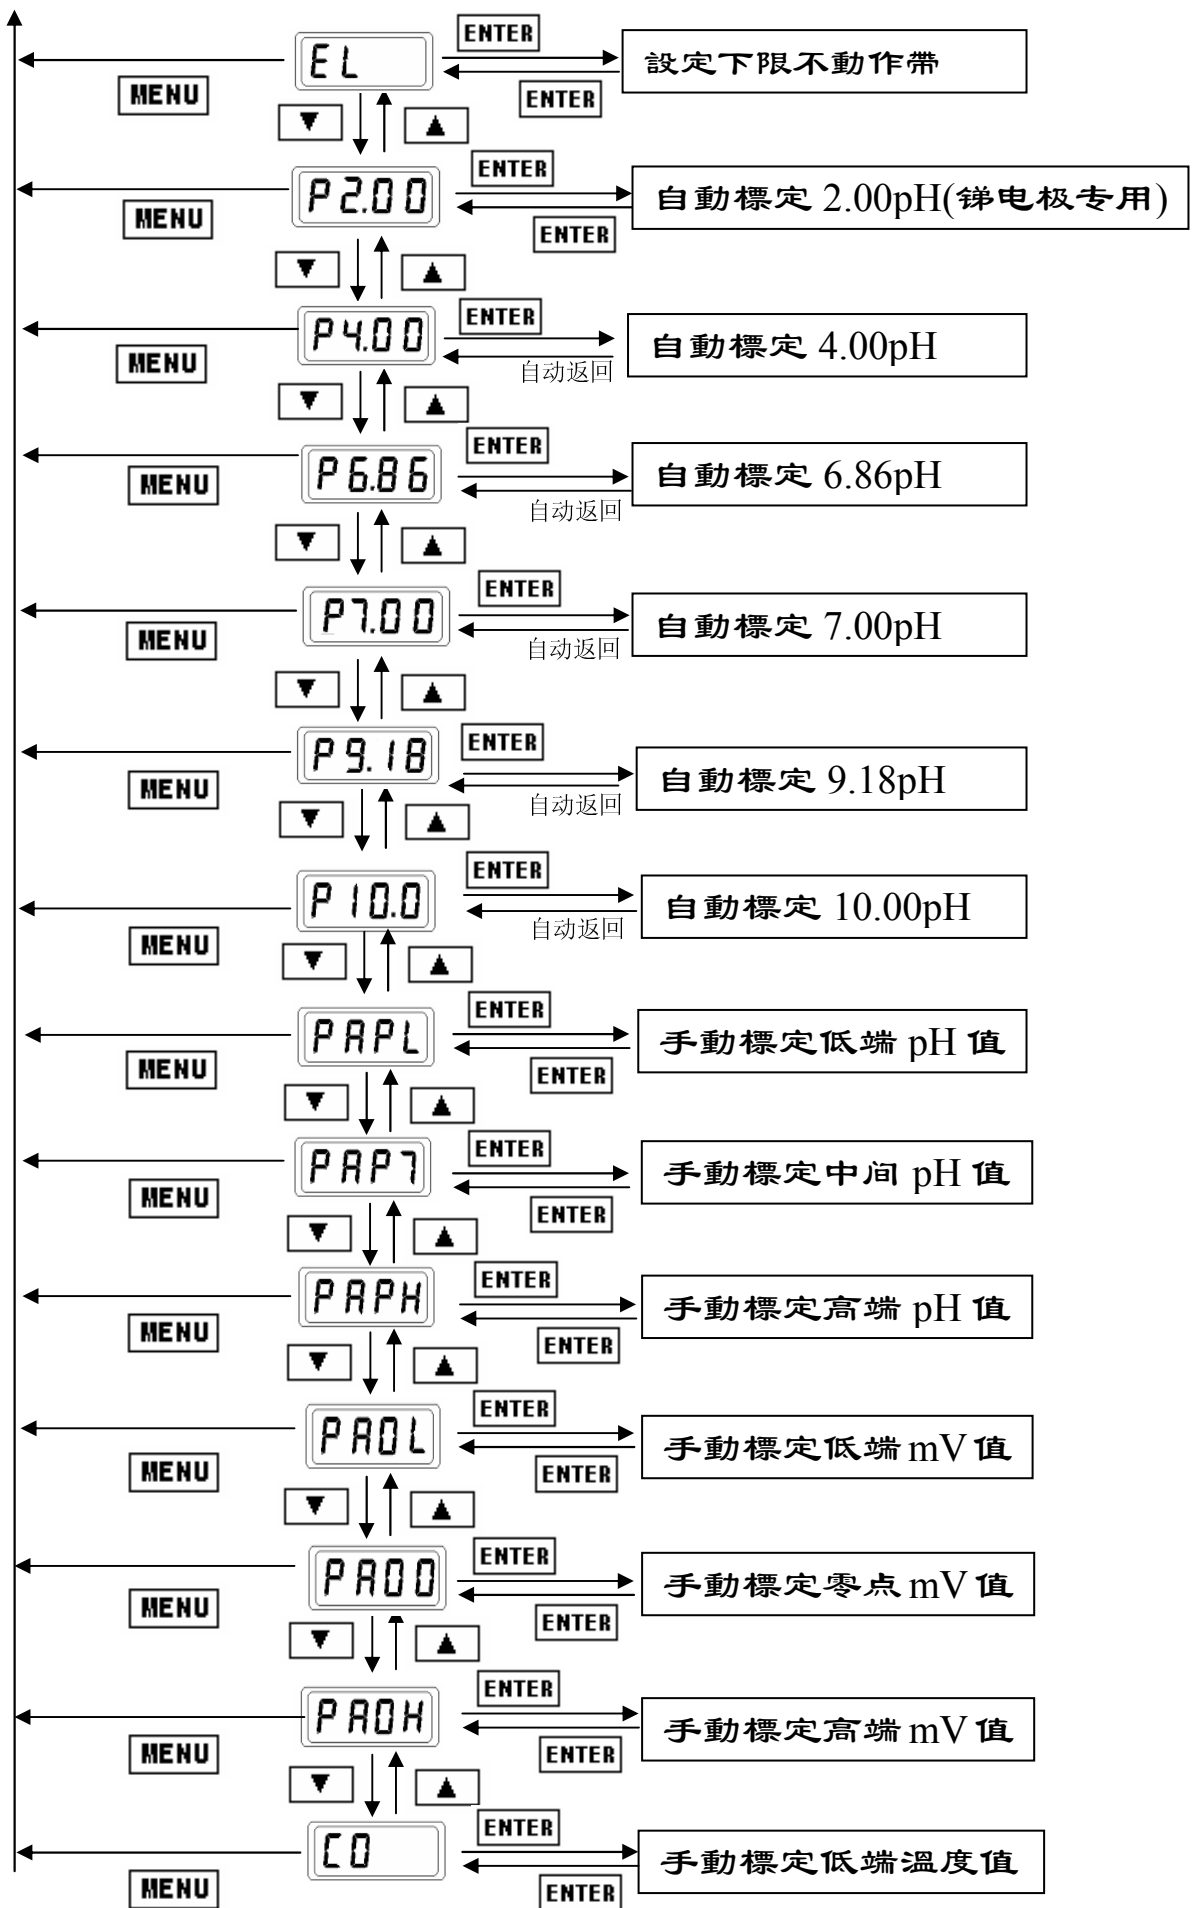 ENTER
EL
設定下限不動作帶
MENU
ENTER
▼ ▲
ENTER
P2.00
自動標定 2.00pH(锑电极专用)
MENU
ENTER
▼ ▲
ENTER
P4.00
自動標定 4.00pH
MENU
自动返回
▼ ▲
ENTER
P6.86
自動標定 6.86pH
MENU
自动返回
▼ ▲
ENTER
P7.00
自動標定 7.00pH
MENU
自动返回
▼ ▲
ENTER
P9.18
自動標定 9.18pH
MENU
自动返回
▼ ▲
ENTER
P10.0
自動標定 10.00pH
MENU
自动返回
▼ ▲
ENTER
PAPL
手動標定低端 pH 值
MENU
ENTER
▼ ▲
ENTER
PAP7
手動標定中间 pH 值
MENU
ENTER
▼ ▲
ENTER
PAPH
手動標定高端 pH 值
MENU
ENTER
▼ ▲
ENTER
PA0L
手動標定低端 mV 值
MENU
ENTER
▼ ▲
ENTER
PA00
手動標定零点 mV 值
MENU
ENTER
▼ ▲
ENTER
PA0H
手動標定高端 mV 值
MENU
ENTER
▼ ▲
ENTER
C0
手動標定低端溫度值
MENU
ENTER